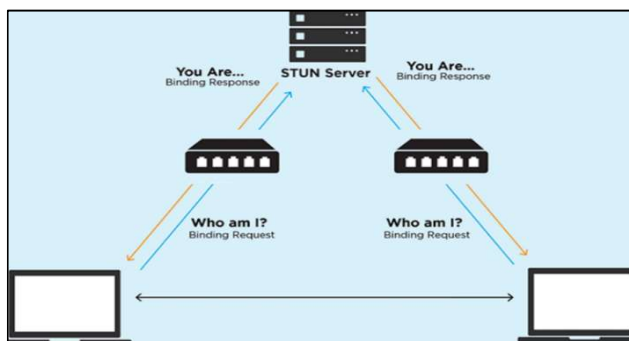 You Are...
Binding Response
STUN Server
You Are...
Binding Response
Who am I?
Binding Request
Who am I?
Binding Request